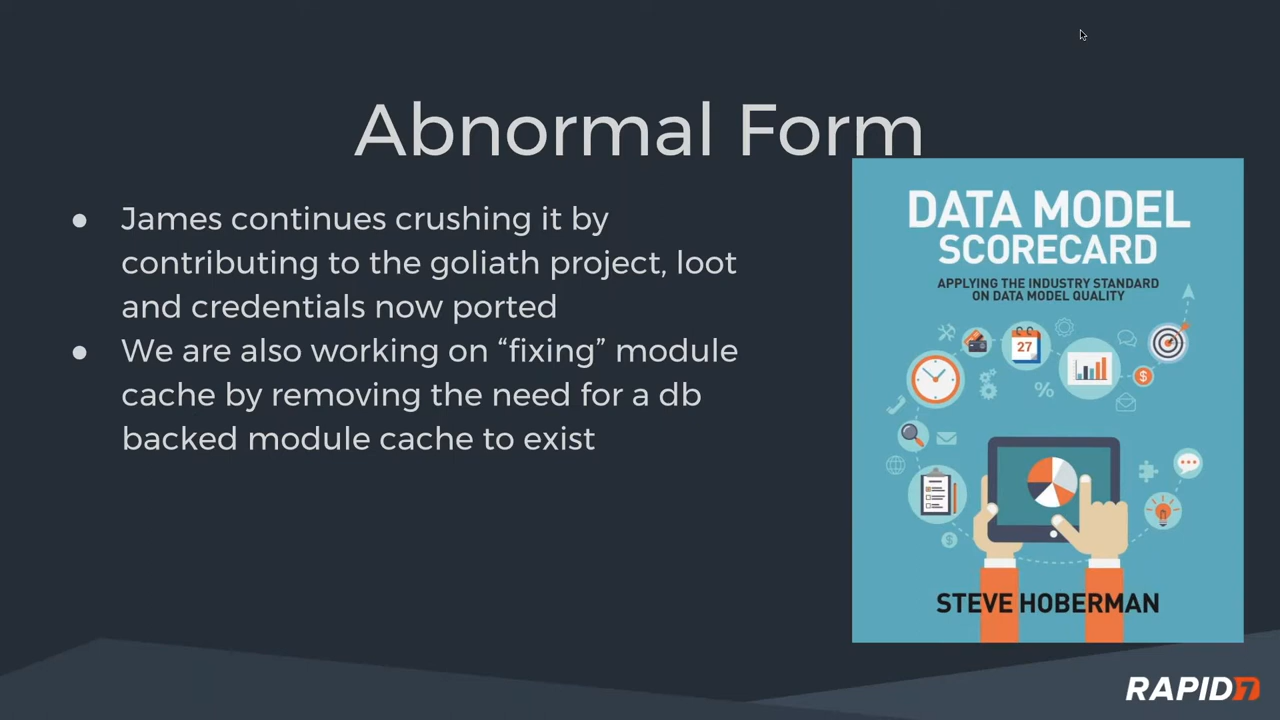 Abnormal Form
● James continues crushing it by
contributing to the goliath project, loot
and credentials now ported
● We are also working on “fixing” module
cache by removing the need for a db
backed module cache to exist
DATA MODEL
SCORECARD
APPLYING THE INDUSTRY STANDARD
ON DATA MODEL QUALITY
27
$
%
$
STEVE HOBERMAN
RAPID7